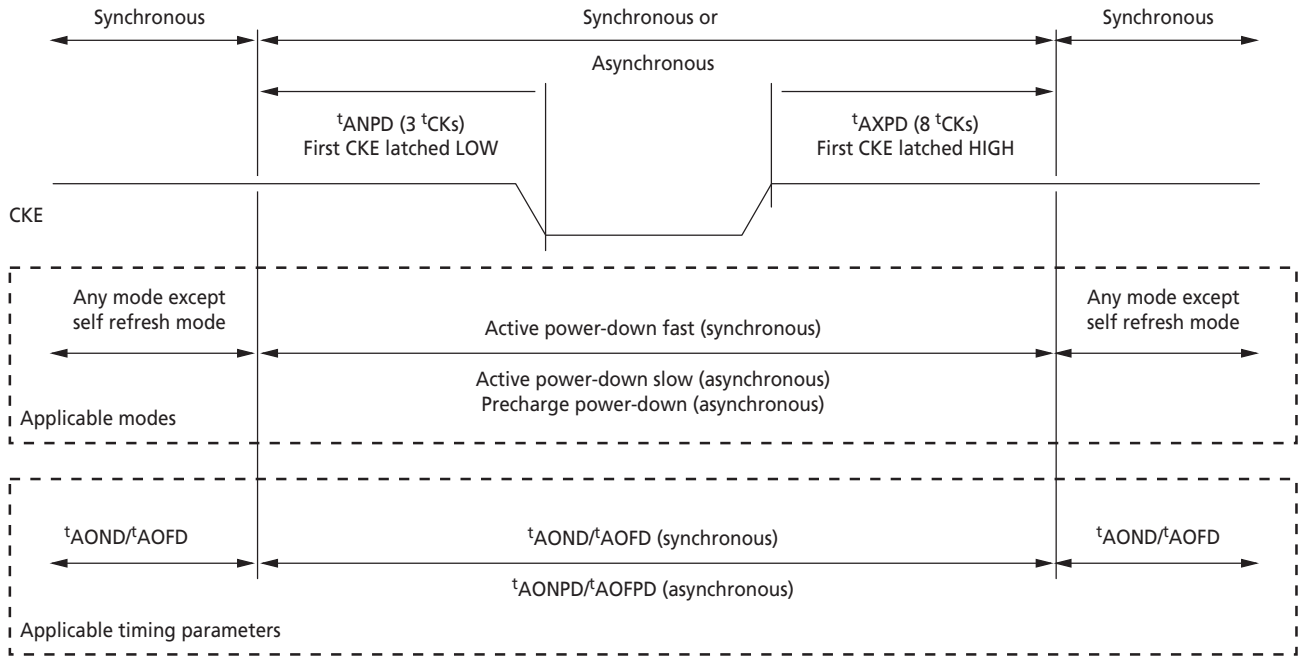 Synchronous
Synchronous or
Asynchronous
Synchronous
tANPD (3 tCKs)
First CKE latched LOW
tAXPD (8 tCKs)
First CKE latched HIGH
CKE
Any mode except
self refresh mode
Active power-down fast (synchronous)
Active power-down slow (asynchronous)
Precharge power-down (asynchronous)
Any mode except
self refresh mode
Applicable modes
tAOND/tAOFD
tAOND/tAOFD (synchronous)
tAONPD/tAOFPD (asynchronous)
tAOND/tAOFD
Applicable timing parameters